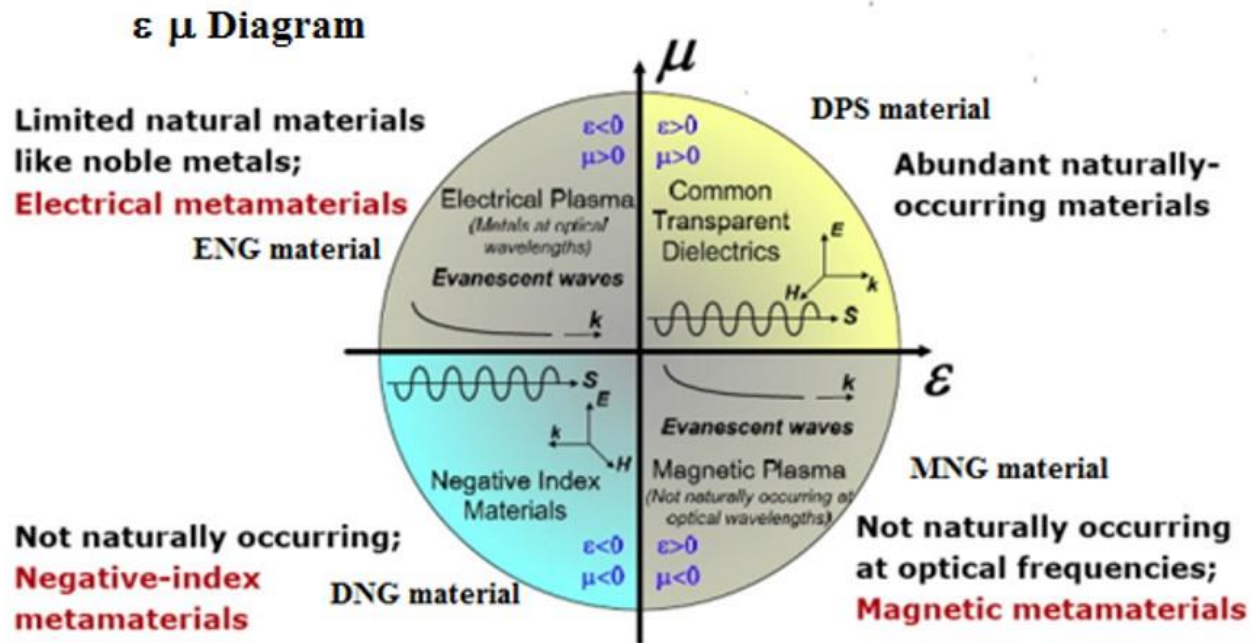 ε μ Diagram
μ
Limited natural materials
like noble metals;
Electrical metamaterials
ENG material
ε<0
μ>0
Electrical Plasma
(Metals at optical
wavelengths)
Evanescent waves
k
DPS material
Abundant naturally-
occurring materials
ε>0
μ>0
Common
Transparent
Dielectrics
E
H
k
S
ε
S
E
k
H
Negative Index
Materials
ε<0
μ<0
Not naturally occurring;
Negative-index
metamaterials
DNG material
k
Evanescent waves
Magnetic Plasma
(Not naturally occurring at
optical wavelengths)
ε>0
μ<0
MNG material
Not naturally occurring
at optical frequencies;
Magnetic metamaterials